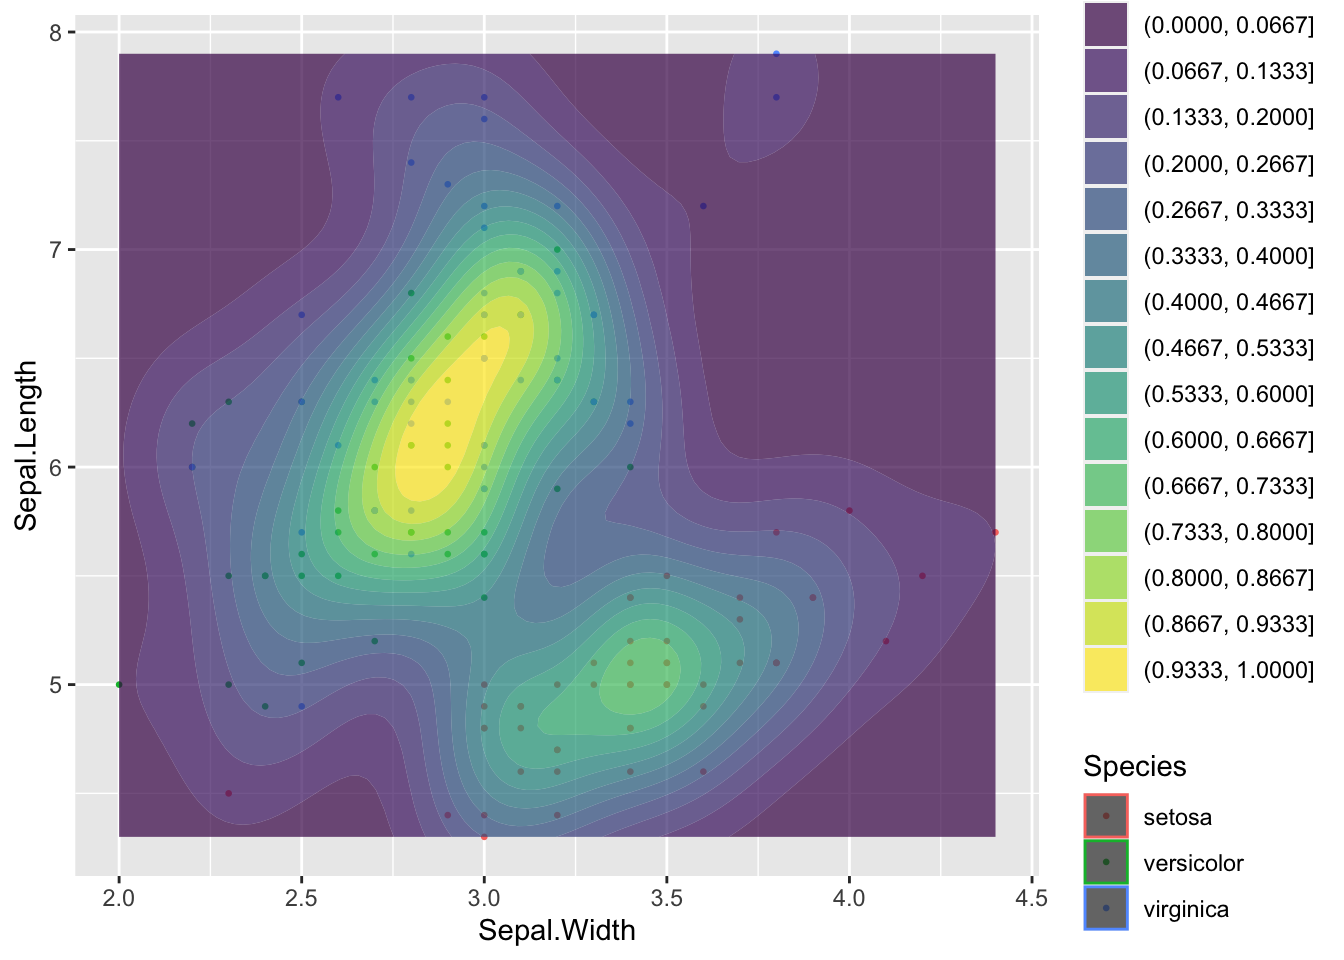 8
7
6
5
Sepal.Length
2.0 2.5 3.0 3.5 4.0 4.5
Sepal.Width
(0.0000, 0.0667]
(0.0667, 0.1333]
(0.1333, 0.2000]
(0.2000, 0.2667]
(0.2667, 0.3333]
(0.3333, 0.4000]
(0.4000, 0.4667]
(0.4667, 0.5333]
(0.5333, 0.6000]
(0.6000, 0.6667]
(0.6667, 0.7333]
(0.7333, 0.8000]
(0.8000, 0.8667]
(0.8667, 0.9333]
(0.9333, 1.0000]
Species
setosa
versicolor
virginica